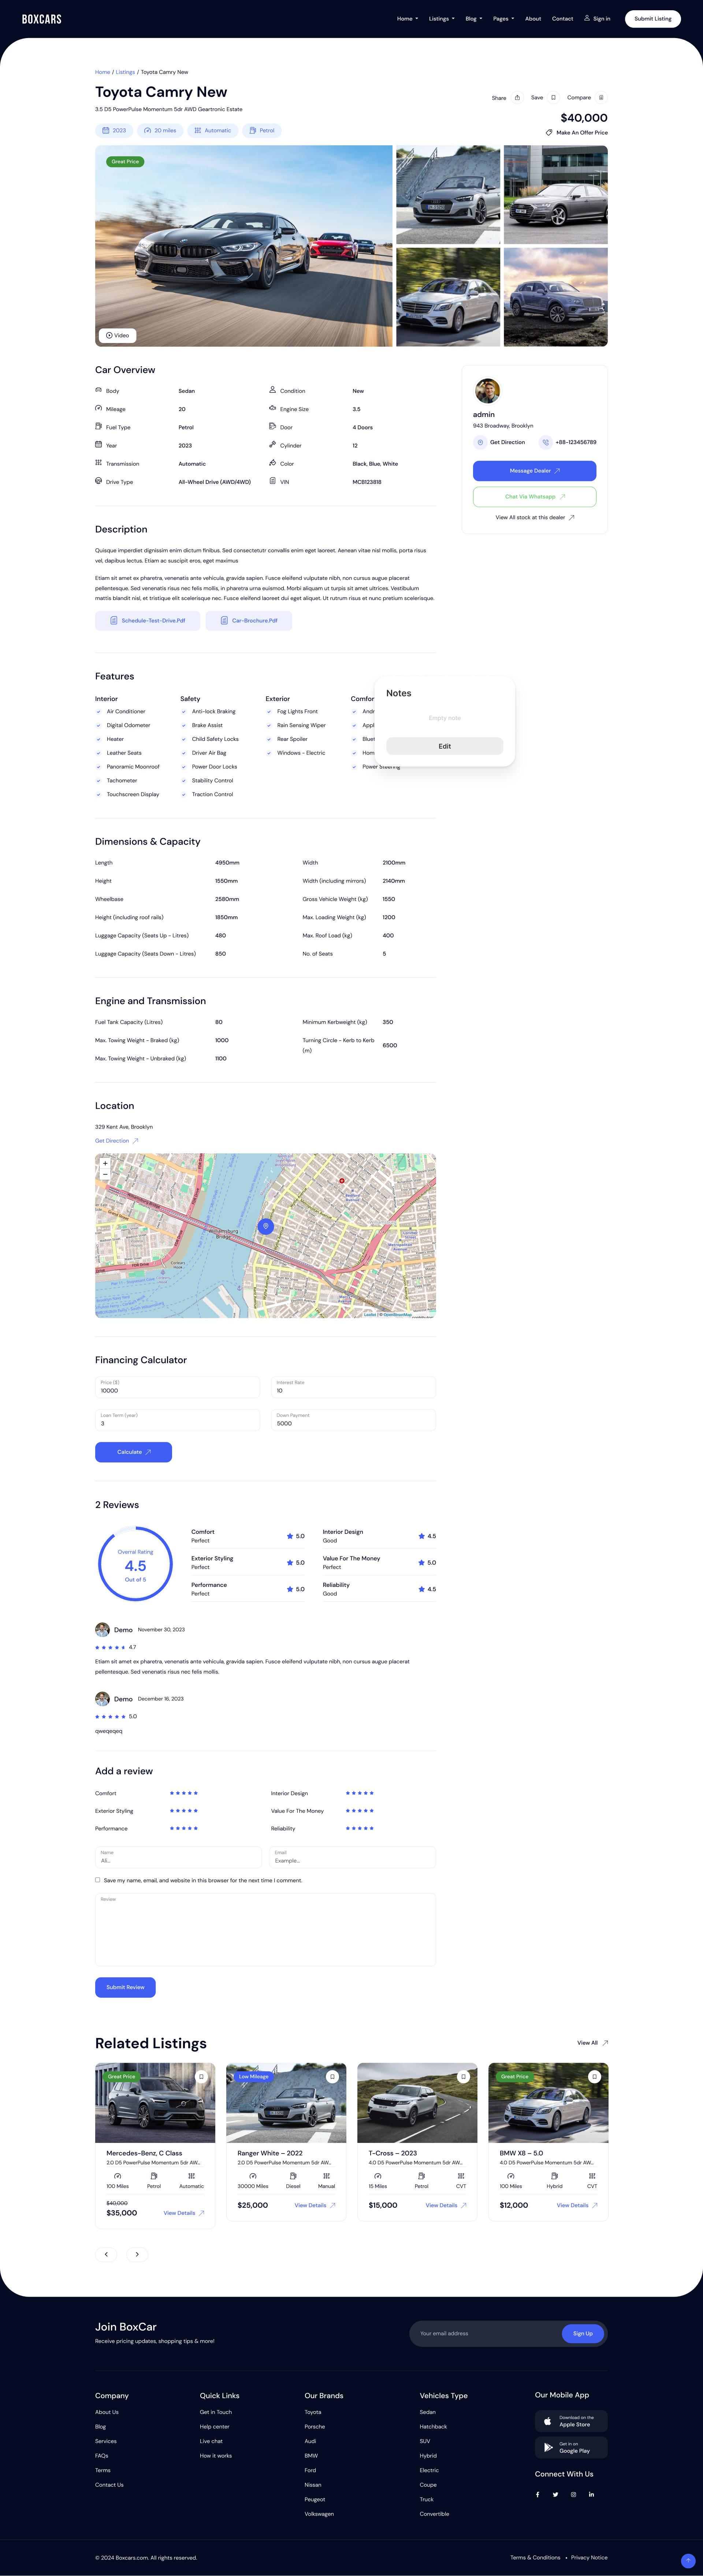 BOXCARS
Home
Listings
Blog
Pages
About
Contact
Sign in
Submit Listing
Home / Listings / Toyota Camry New
Toyota Camry New
3.5 D5 PowerPulse Momentum 5dr AWD Geartronic Estate
Share
Save
Compare
$40,000
Make An Offer Price
2023
20 miles
Automatic
Petrol
Great Price
Video
Car Overview
Body Sedan Condition New
Mileage 20 Engine Size 3.5
Fuel Type Petrol Door 4 Doors
Year 2023 Cylinder 12
Transmission Automatic Color Black, Blue, White
Drive Type All-Wheel Drive (AWD/4WD) VIN MCB123818
admin
943 Broadway, Brooklyn
Get Direction
+88-123456789
Message Dealer
Chat Via Whatsapp
View All stock at this dealer
Description
Quisque imperdiet dignissim enim dictum finibus. Sed consectetutr convallis enim eget laoreet. Aenean vitae nisl mollis, porta risus
vel, dapibus lectus. Etiam ac suscipit eros, eget maximus
Etiam sit amet ex pharetra, venenatis ante vehicula, gravida sapien. Fusce eleifend vulputate nibh, non cursus augue placerat
pellentesque. Sed venenatis risus nec felis mollis, in pharetra urna euismod. Morbi aliquam ut turpis sit amet ultrices. Vestibulum
mattis blandit nisl, et tristique elit scelerisque nec. Fusce eleifend laoreet dui eget aliquet. Ut rutrum risus et nunc pretium scelerisque.
Schedule-Test-Drive.Pdf
Car-Brochure.Pdf
Features
Interior
Air Conditioner
Digital Odometer
Heater
Leather Seats
Panoramic Moonroof
Tachometer
Touchscreen Display
Safety
Anti-lock Braking
Brake Assist
Child Safety Locks
Driver Air Bag
Power Door Locks
Stability Control
Traction Control
Exterior
Fog Lights Front
Rain Sensing Wiper
Rear Spoiler
Windows - Electric
Comfor
Andr
Appl
Bluet
Hom
Power Steering
Notes
Empty note
Edit
Dimensions & Capacity
Length 4950mm Width 2100mm
Height 1550mm Width (including mirrors) 2140mm
Wheelbase 2580mm Gross Vehicle Weight (kg) 1550
Height (including roof rails) 1850mm Max. Loading Weight (kg) 1200
Luggage Capacity (Seats Up - Litres) 480 Max. Roof Load (kg) 400
Luggage Capacity (Seats Down - Litres) 850 No. of Seats 5
Engine and Transmission
Fuel Tank Capacity (Litres) 80 Minimum Kerbweight (kg) 350
Max. Towing Weight - Braked (kg) 1000 Turning Circle - Kerb to Kerb
(m) 6500
Max. Towing Weight - Unbraked (kg) 1100
Location
329 Kent Ave, Brooklyn
Get Direction
+
−
Williamsburg
Bridge
Leaflet | © OpenStreetMap
Financing Calculator
Price ($)
10000
Interest Rate
10
Loan Term (year)
3
Down Payment
5000
Calculate
2 Reviews
Overral Rating
4.5
Out of 5
Comfort
Perfect
5.0
Interior Design
Good
4.5
Exterior Styling
Perfect
5.0
Value For The Money
Perfect
5.0
Performance
Perfect
5.0
Reliability
Good
4.5
Demo November 30, 2023
4.7
Etiam sit amet ex pharetra, venenatis ante vehicula, gravida sapien. Fusce eleifend vulputate nibh, non cursus augue placerat
pellentesque. Sed venenatis risus nec felis mollis.
Demo December 16, 2023
5.0
qweqeqeq
Add a review
Comfort
Interior Design
Exterior Styling
Value For The Money
Performance
Reliability
Name
Ali...
Email
Example...
Save my name, email, and website in this browser for the next time I comment.
Review
Submit Review
Related Listings
View All
Great Price
Mercedes-Benz, C Class
2.0 D5 PowerPulse Momentum 5dr AW...
100 Miles
Petrol
Automatic
$40,000
$35,000
View Details
Low Mileage
Ranger White – 2022
2.0 D5 PowerPulse Momentum 5dr AW...
30000 Miles
Diesel
Manual
$25,000
View Details
T-Cross – 2023
4.0 D5 PowerPulse Momentum 5dr AW...
15 Miles
Petrol
CVT
$15,000
View Details
Great Price
BMW X8 – 5.0
4.0 D5 PowerPulse Momentum 5dr AW...
100 Miles
Hybrid
CVT
$12,000
View Details
Join BoxCar
Receive pricing updates, shopping tips & more!
Your email address
Sign Up
Company
About Us
Blog
Services
FAQs
Terms
Contact Us
Quick Links
Get in Touch
Help center
Live chat
How it works
Our Brands
Toyota
Porsche
Audi
BMW
Ford
Nissan
Peugeot
Volkswagen
Vehicles Type
Sedan
Hatchback
SUV
Hybrid
Electric
Coupe
Truck
Convertible
Our Mobile App
Download on the
Apple Store
Get in on
Google Play
Connect With Us
© 2024 Boxcars.com. All rights reserved.
Terms & Conditions • Privacy Notice